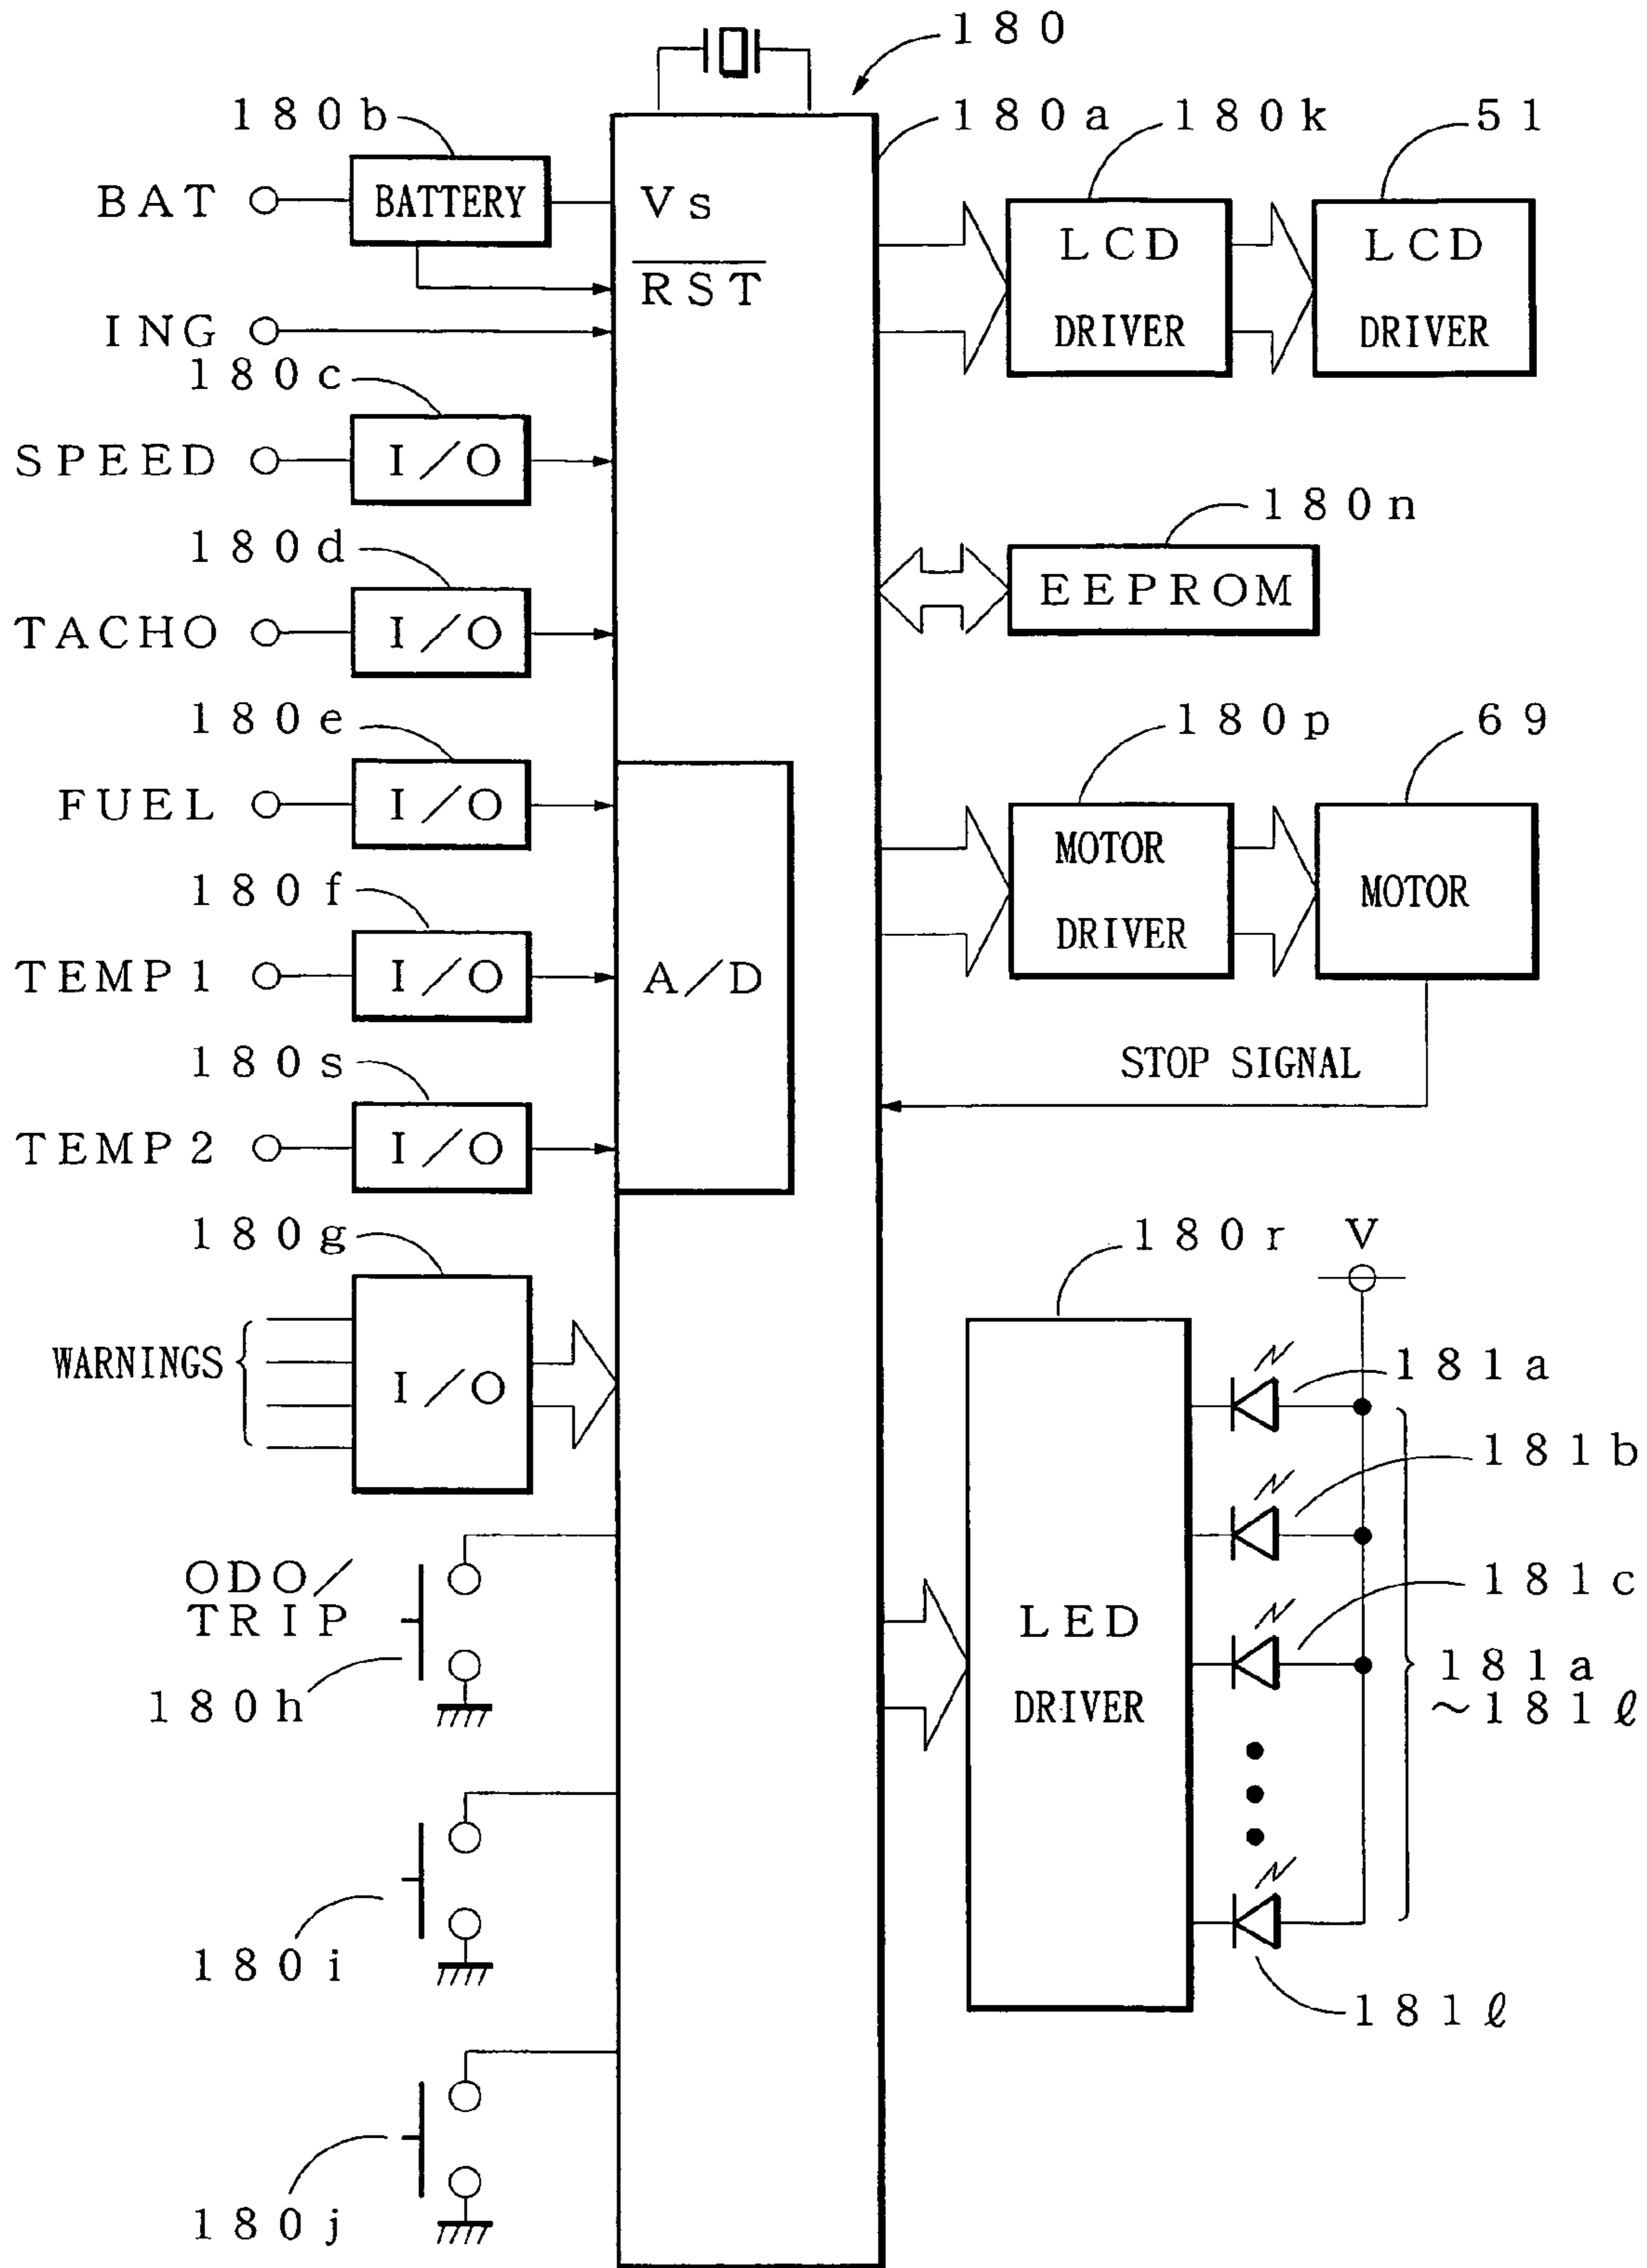 180
180b
180a
180k
51
BAT
BATTERY
Vs
RST
LCD
DRIVER
LCD
DRIVER
ING
180c
SPEED
I/O
180n
EEPROM
180d
TACHO
I/O
180e
FUEL
I/O
180p
69
MOTOR
DRIVER
MOTOR
180f
TEMP1
I/O
A/D
STOP SIGNAL
180s
TEMP2
I/O
180g
WARNINGS
I/O
180r
V
181a
181b
181c
181a
~181ℓ
LED
DRIVER
ODO/
TRIP
180h
180i
181ℓ
180j